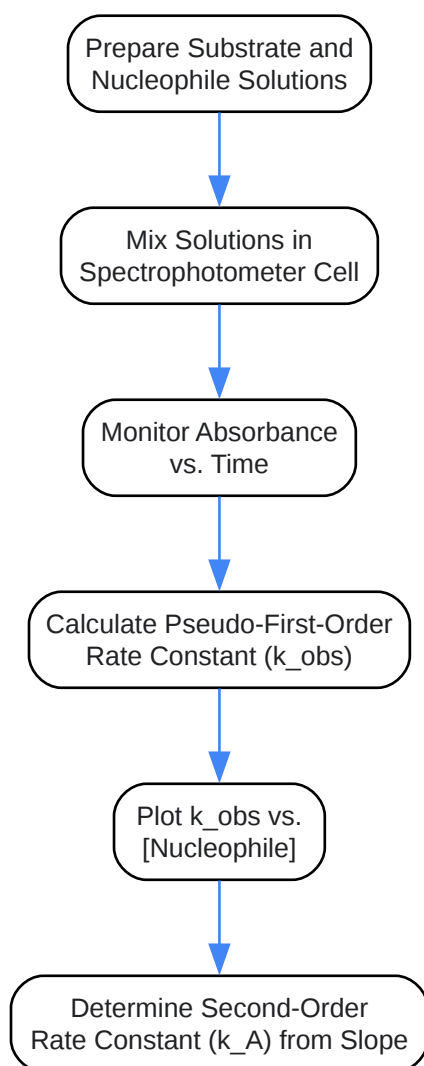 Prepare Substrate and
Nucleophile Solutions
Mix Solutions in
Spectrophotometer Cell
Monitor Absorbance
vs. Time
Calculate Pseudo-First-Order
Rate Constant (k_obs)
Plot k_obs vs.
[Nucleophile]
Determine Second-Order
Rate Constant (k_A) from Slope